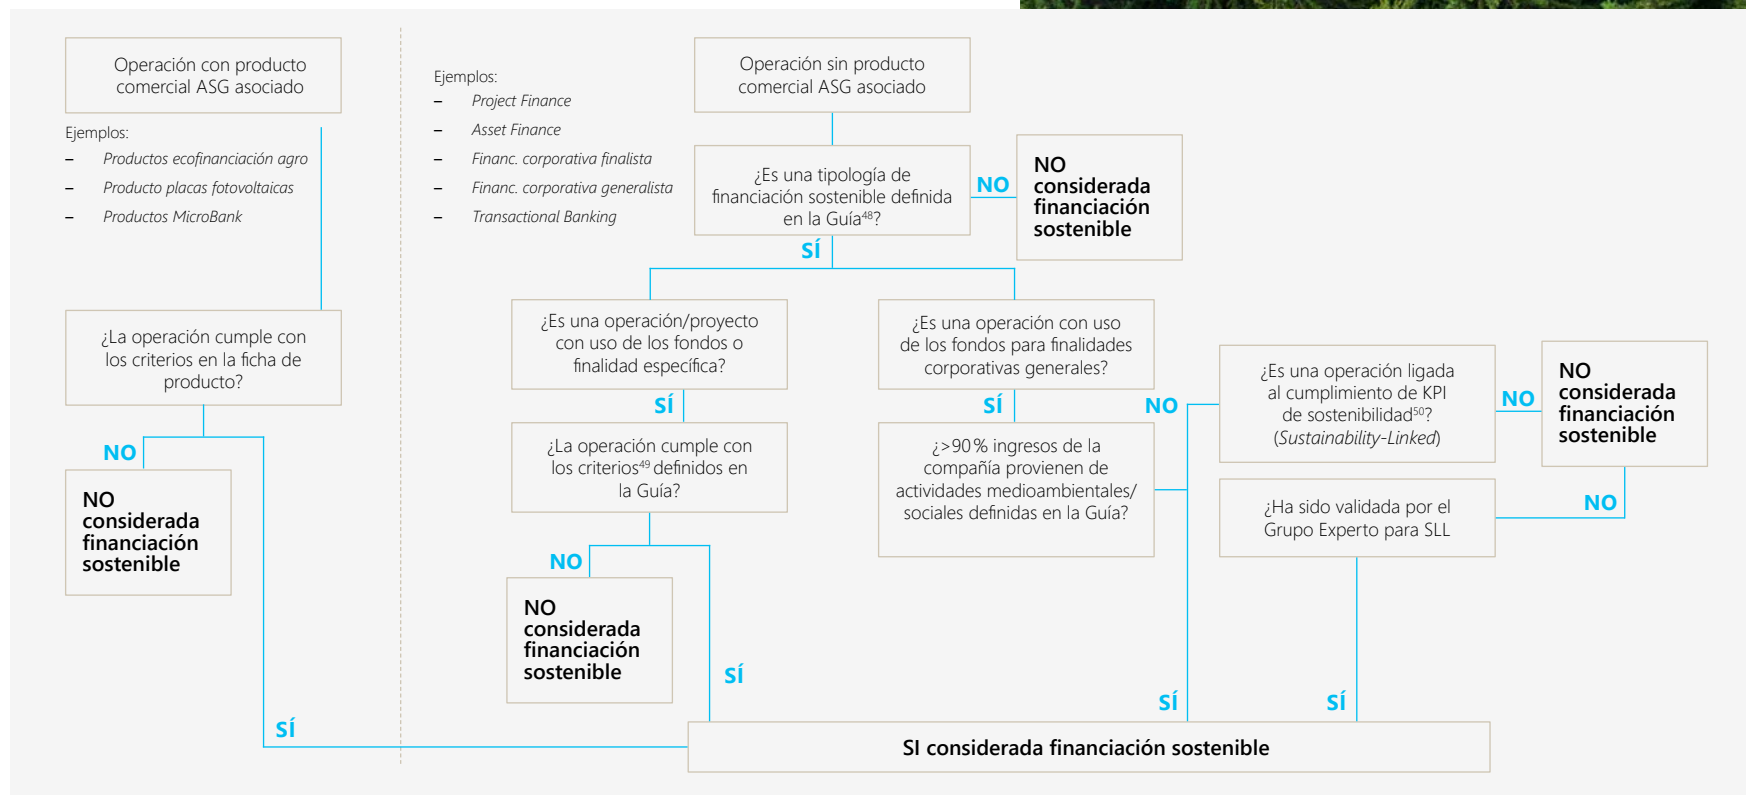 Operación con producto
comercial ASG asociado
Ejemplos:
– Productos ecofinanciación agro
– Producto placas fotovoltaicas
– Productos MicroBank
¿La operación cumple con
los criterios en la ficha de
producto?
NO
NO
considerada
financiación
sostenible
SÍ
Ejemplos:
– Project Finance
– Asset Finance
– Financ. corporativa finalista
– Financ. corporativa generalista
– Transactional Banking
Operación sin producto
comercial ASG asociado
¿Es una tipología de
financiación sostenible definida
en la Guía⁴⁸?
NO
NO
considerada
financiación
sostenible
SÍ
¿Es una operación/proyecto
con uso de los fondos o
finalidad específica?
SÍ
¿La operación cumple con
los criterios⁴⁹ definidos en
la Guía?
NO
NO
considerada
financiación
sostenible
SÍ
¿Es una operación con uso
de los fondos para finalidades
corporativas generales?
SÍ
¿>90 % ingresos de la
compañía provienen de
actividades medioambientales/
sociales definidas en la Guía?
NO
SÍ
¿Es una operación ligada
al cumplimiento de KPI
de sostenibilidad⁵⁰?
(Sustainability-Linked)
NO
NO
considerada
financiación
sostenible
¿Ha sido validada por el
Grupo Experto para SLL
NO
SÍ
SI considerada financiación sostenible